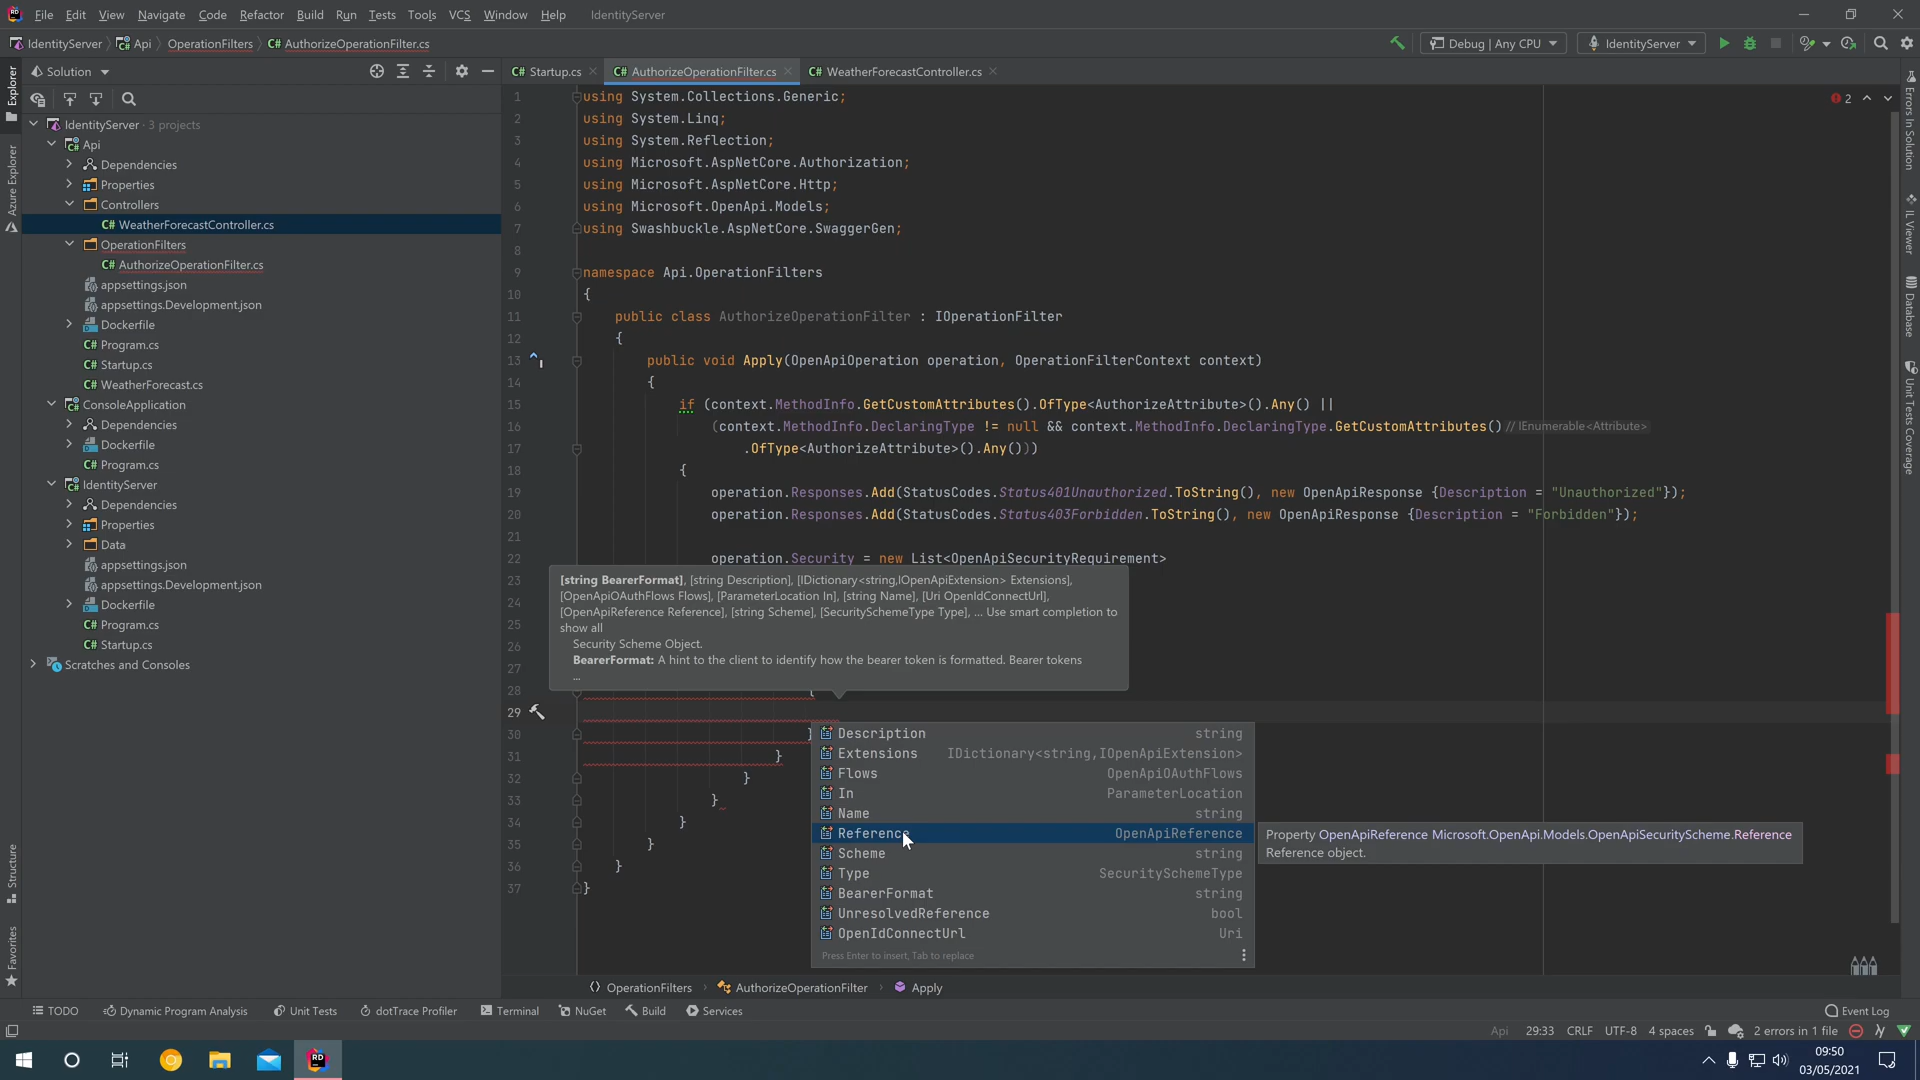 File Edit View Navigate Code Refactor Build Run Tests Tools VCS Window Help IdentityServer
IdentityServer Api OperationFilters C# AuthorizeOperationFilter.cs Debug | Any CPU IdentityServer
Solution
C# Startup.cs C# AuthorizeOperationFilter.cs C# WeatherForecastController.cs
Explorer
Azure Explorer
Structure
Favorites
IdentityServer · 3 projects
Api
Dependencies
Properties
Controllers
C# WeatherForecastController.cs
OperationFilters
C# AuthorizeOperationFilter.cs
appsettings.json
appsettings.Development.json
Dockerfile
C# Program.cs
C# Startup.cs
C# WeatherForecast.cs
ConsoleApplication
Dependencies
Dockerfile
C# Program.cs
IdentityServer
Dependencies
Properties
Data
appsettings.json
appsettings.Development.json
Dockerfile
C# Program.cs
C# Startup.cs
Scratches and Consoles
1 using System.Collections.Generic;
2 using System.Linq;
3 using System.Reflection;
4 using Microsoft.AspNetCore.Authorization;
5 using Microsoft.AspNetCore.Http;
6 using Microsoft.OpenApi.Models;
7 using Swashbuckle.AspNetCore.SwaggerGen;
8
9 namespace Api.OperationFilters
10 {
11 public class AuthorizeOperationFilter : IOperationFilter
12 {
13 public void Apply(OpenApiOperation operation, OperationFilterContext context)
14 {
15 if (context.MethodInfo.GetCustomAttributes().OfType<AuthorizeAttribute>().Any() ||
16 (context.MethodInfo.DeclaringType != null && context.MethodInfo.DeclaringType.GetCustomAttributes() // IEnumerable<Attribute>
17 .OfType<AuthorizeAttribute>().Any()))
18 {
19 operation.Responses.Add(StatusCodes.Status401Unauthorized.ToString(), new OpenApiResponse {Description = "Unauthorized"});
20 operation.Responses.Add(StatusCodes.Status403Forbidden.ToString(), new OpenApiResponse {Description = "Forbidden"});
21
22 operation.Security = new List<OpenApiSecurityRequirement>
23
24
25
26
27
28 {
29
30 }
31 }
32 }
33 }
34 }
35 }
36 }
37 }
[string BearerFormat], [string Description], [IDictionary<string,IOpenApiExtension> Extensions],
[OpenApiOAuthFlows Flows], [ParameterLocation In], [string Name], [Uri OpenIdConnectUrl],
[OpenApiReference Reference], [string Scheme], [SecuritySchemeType Type], ... Use smart completion to
show all
Security Scheme Object.
BearerFormat: A hint to the client to identify how the bearer token is formatted. Bearer tokens
...
Description string
Extensions IDictionary<string,IOpenApiExtension>
Flows OpenApiOAuthFlows
In ParameterLocation
Name string
Reference OpenApiReference
Scheme string
Type SecuritySchemeType
BearerFormat string
UnresolvedReference bool
OpenIdConnectUrl Uri
Press Enter to insert, Tab to replace
Property OpenApiReference Microsoft.OpenApi.Models.OpenApiSecurityScheme.Reference
Reference object.
2
Errors In Solution
IL Viewer
Database
Unit Tests Coverage
OperationFilters AuthorizeOperationFilter Apply
TODO Dynamic Program Analysis Unit Tests dotTrace Profiler Terminal NuGet Build Services Event Log
Api 29:33 CRLF UTF-8 4 spaces 2 errors in 1 file
RD
09:50
03/05/2021